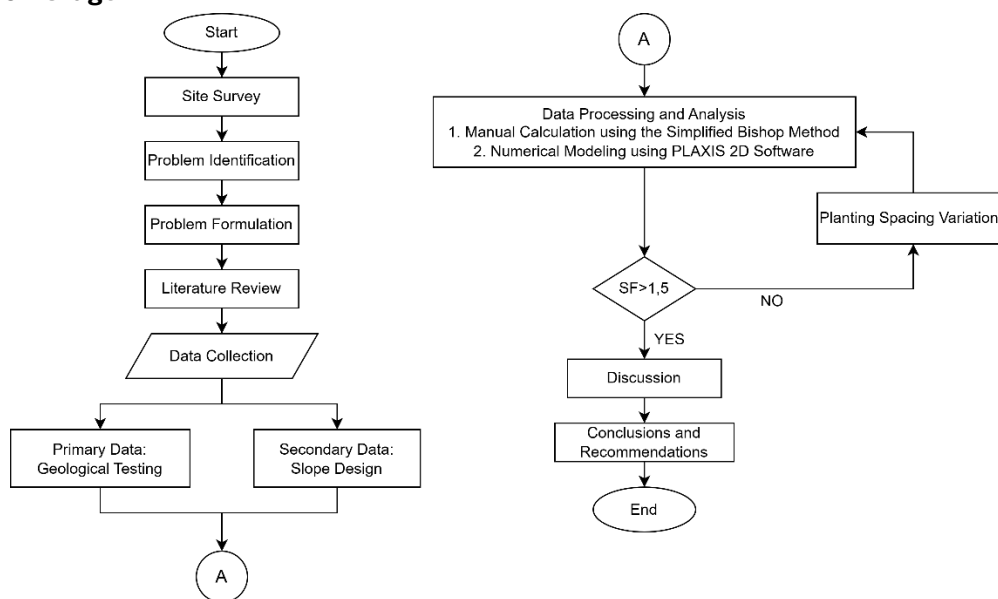 Start
Site Survey
Problem Identification
Problem Formulation
Literature Review
Data Collection
Primary Data:
Geological Testing
Secondary Data:
Slope Design
A
A
Data Processing and Analysis
1. Manual Calculation using the Simplified Bishop Method
2. Numerical Modeling using PLAXIS 2D Software
Planting Spacing Variation
SF>1,5
NO
YES
Discussion
Conclusions and
Recommendations
End